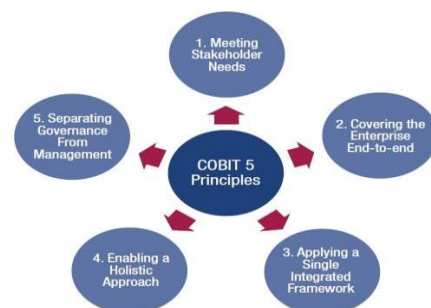 1. Meeting
Stakeholder
Needs
5. Separating
Governance
From
Management
2. Covering the
Enterprise
End-to-end
COBIT 5
Principles
4. Enabling a
Holistic
Approach
3. Applying a
Single
Integrated
Framework